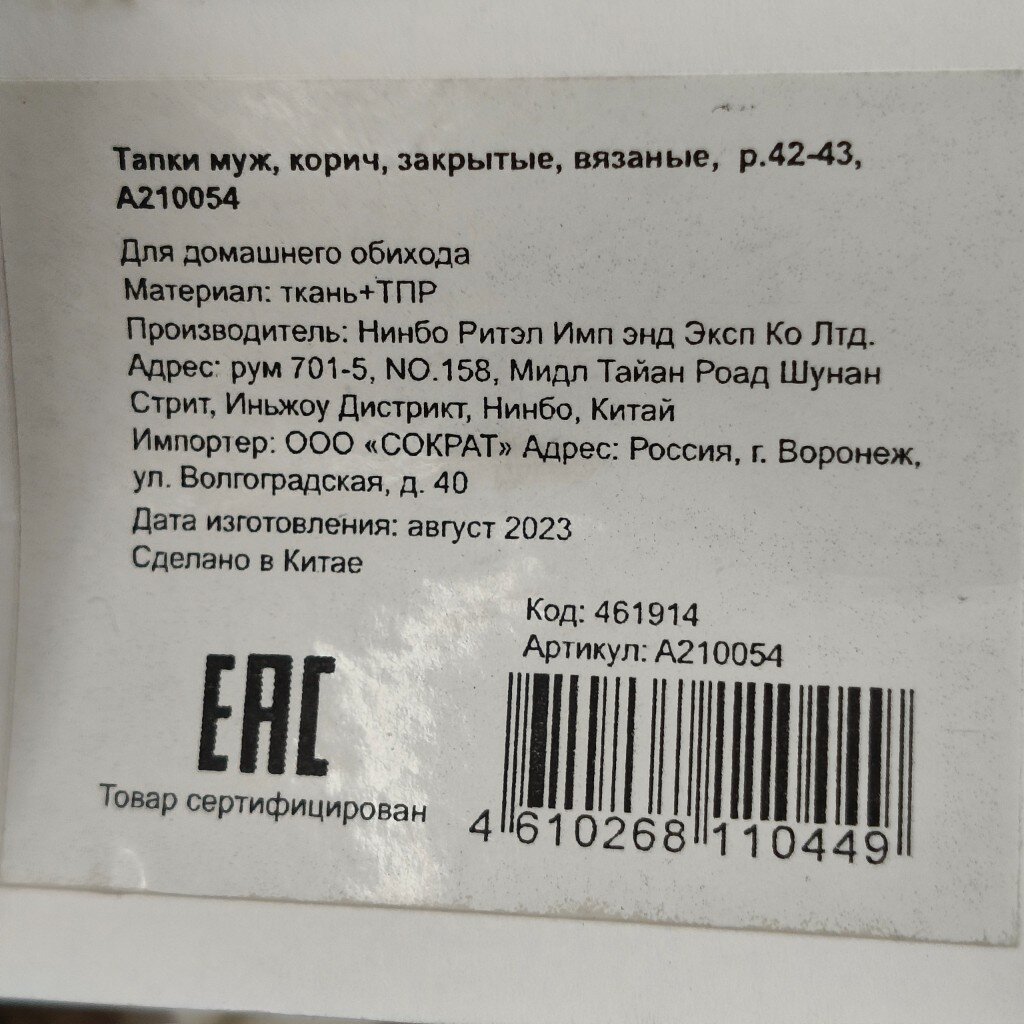 Тапки муж, корич, закрытые, вязаные, р.42-43,
А210054
Для домашнего обихода
Материал: ткань+ТПР
Производитель: Нинбо Ритэл Имп энд Эксп Ко Лтд.
Адрес: рум 701-5, NO.158, Мидл Тайан Роад Шунан
Стрит, Иньжоу Дистрикт, Нинбо, Китай
Импортер: ООО «СОКРАТ» Адрес: Россия, г. Воронеж,
ул. Волгоградская, д. 40
Дата изготовления: август 2023
Сделано в Китае
Код: 461914
Артикул: А210054
EAC
Товар сертифицирован
4 610268 110449